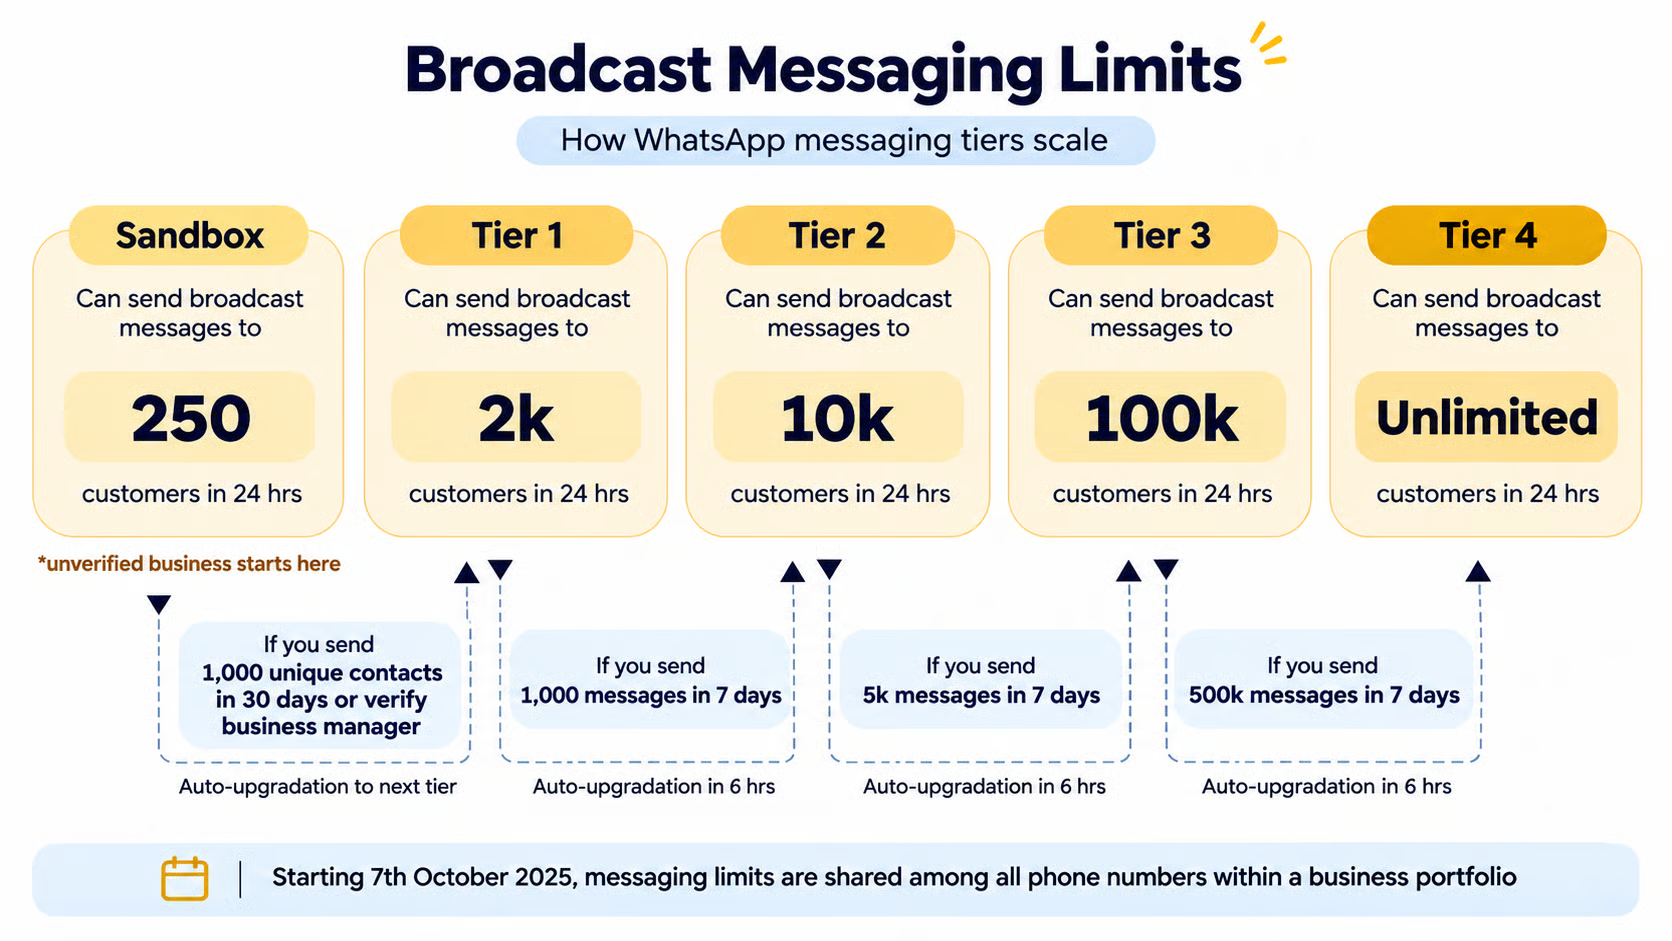 Broadcast Messaging Limits
How WhatsApp messaging tiers scale
Sandbox
Can send broadcast
messages to
250
customers in 24 hrs
*unverified business starts here
Tier 1
Can send broadcast
messages to
2k
customers in 24 hrs
Tier 2
Can send broadcast
messages to
10k
customers in 24 hrs
Tier 3
Can send broadcast
messages to
100k
customers in 24 hrs
Tier 4
Can send broadcast
messages to
Unlimited
customers in 24 hrs
If you send
1,000 unique contacts
in 30 days or verify
business manager
Auto-upgradation to next tier
If you send
1,000 messages in 7 days
Auto-upgradation in 6 hrs
If you send
5k messages in 7 days
Auto-upgradation in 6 hrs
If you send
500k messages in 7 days
Auto-upgradation in 6 hrs
Starting 7th October 2025, messaging limits are shared among all phone numbers within a business portfolio